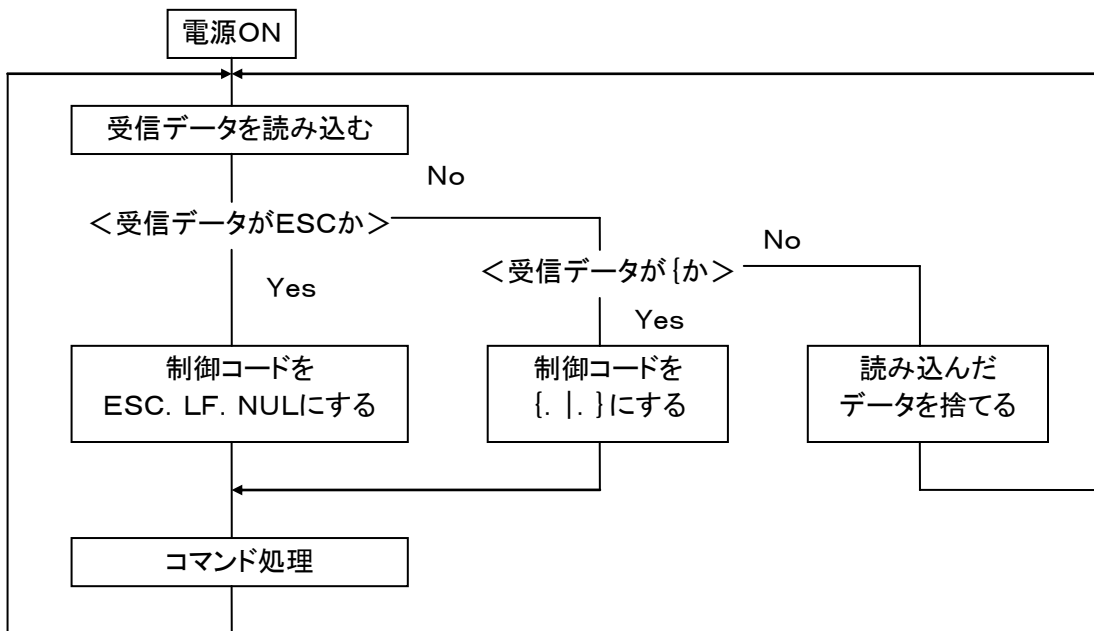 電源ON
受信データを読み込む
No
<受信データがESCか>
No
<受信データが{か>
Yes
Yes
制御コードを
ESC. LF. NULにする
制御コードを
{. |. }にする
読み込んだ
データを捨てる
コマンド処理